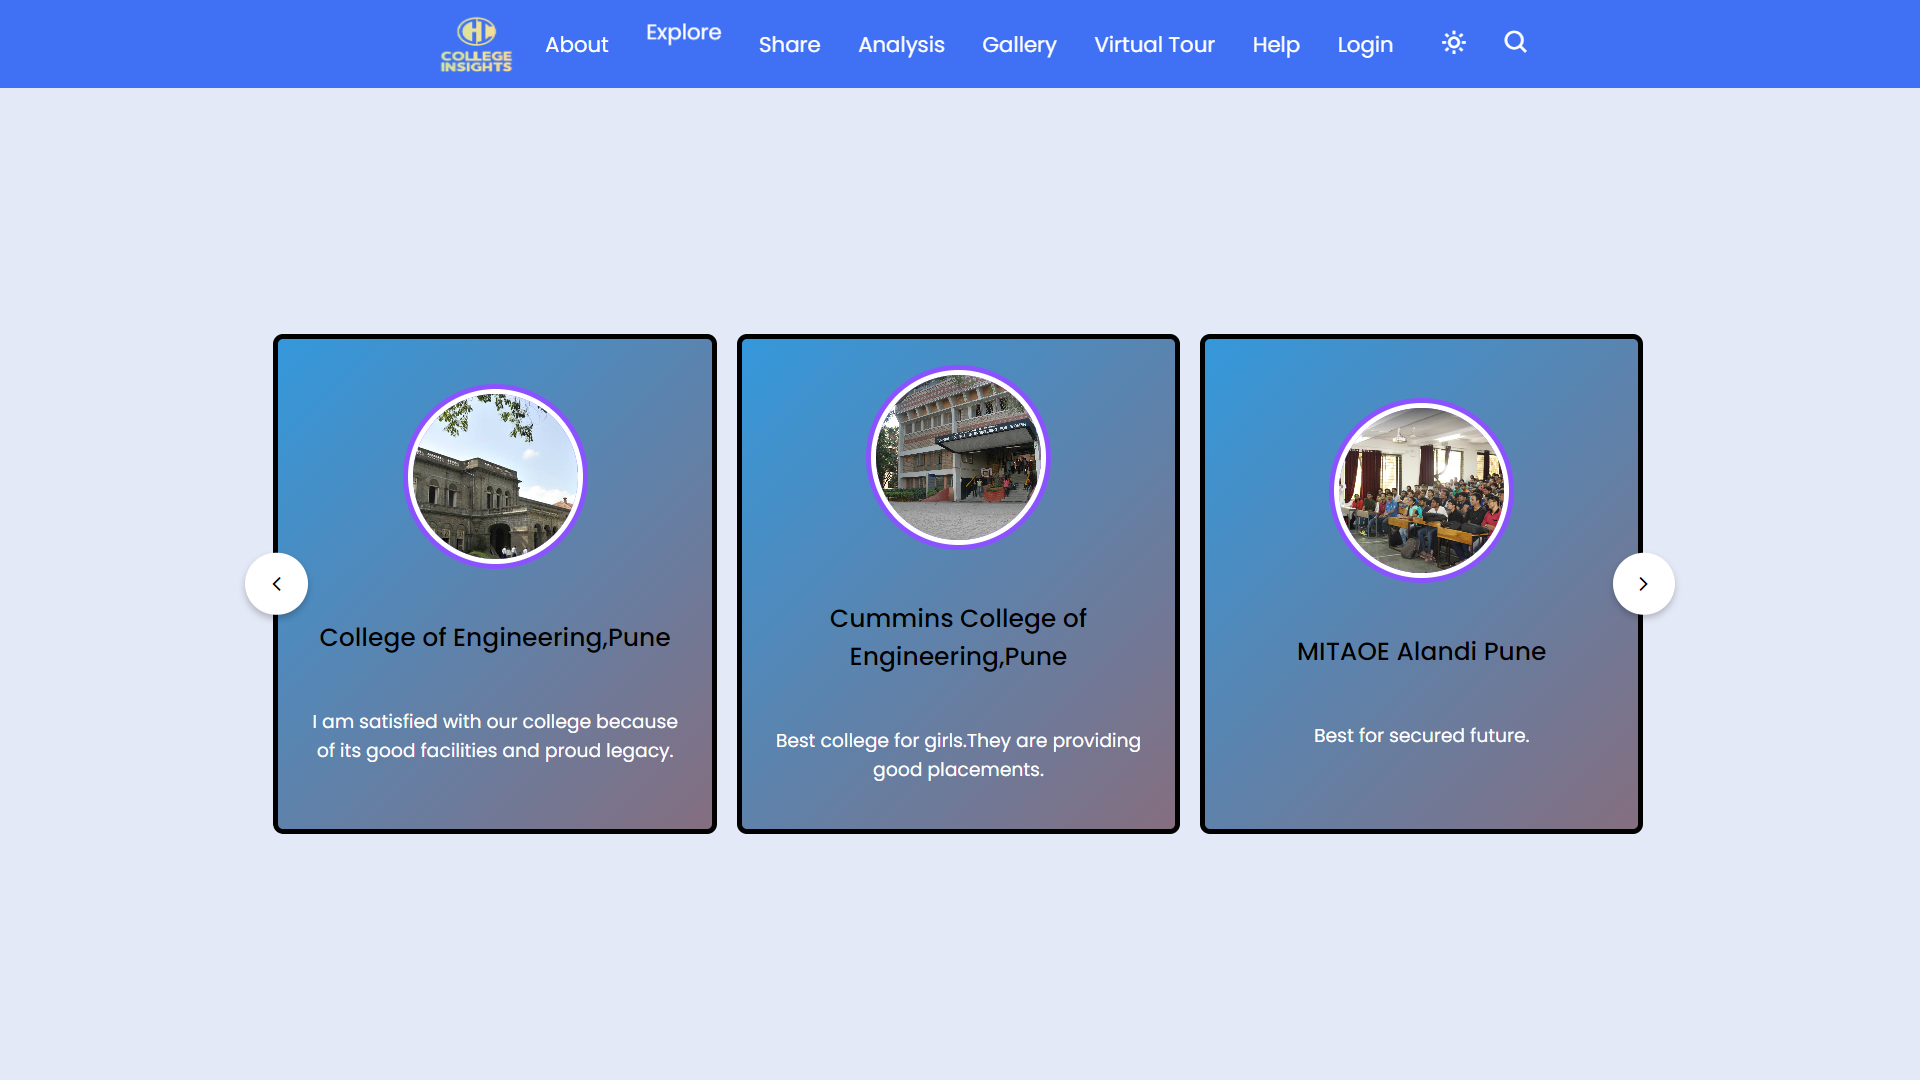 COLLEGE
INSIGHTS
About
Explore
Share
Analysis
Gallery
Virtual Tour
Help
Login
College of Engineering,Pune
I am satisfied with our college because
of its good facilities and proud legacy.
Cummins College of
Engineering,Pune
Best college for girls.They are providing
good placements.
MITAOE Alandi Pune
Best for secured future.